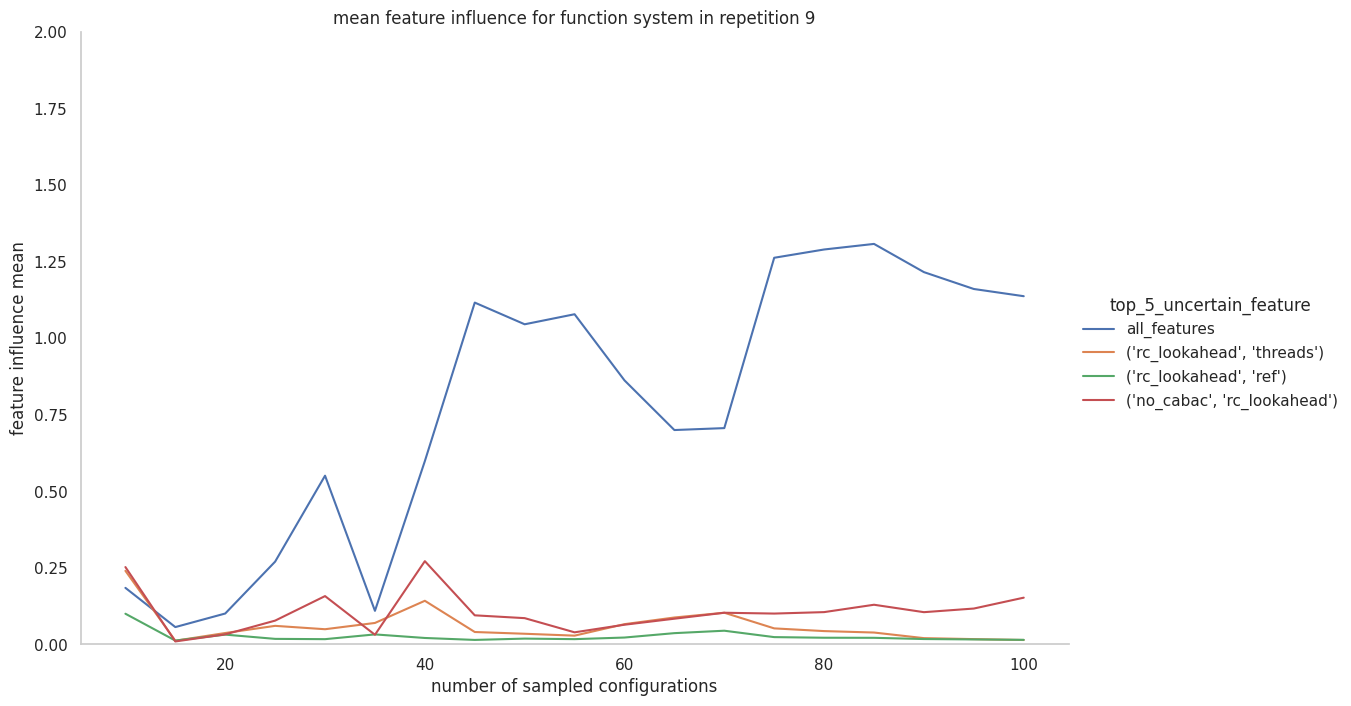 mean feature influence for function system in repetition 9
2.00
1.75
1.50
1.25
1.00
0.75
0.50
0.25
0.00
feature influence mean
20
40
60
80
100
number of sampled configurations
top_5_uncertain_feature
all_features
('rc_lookahead', 'threads')
('rc_lookahead', 'ref')
('no_cabac', 'rc_lookahead')